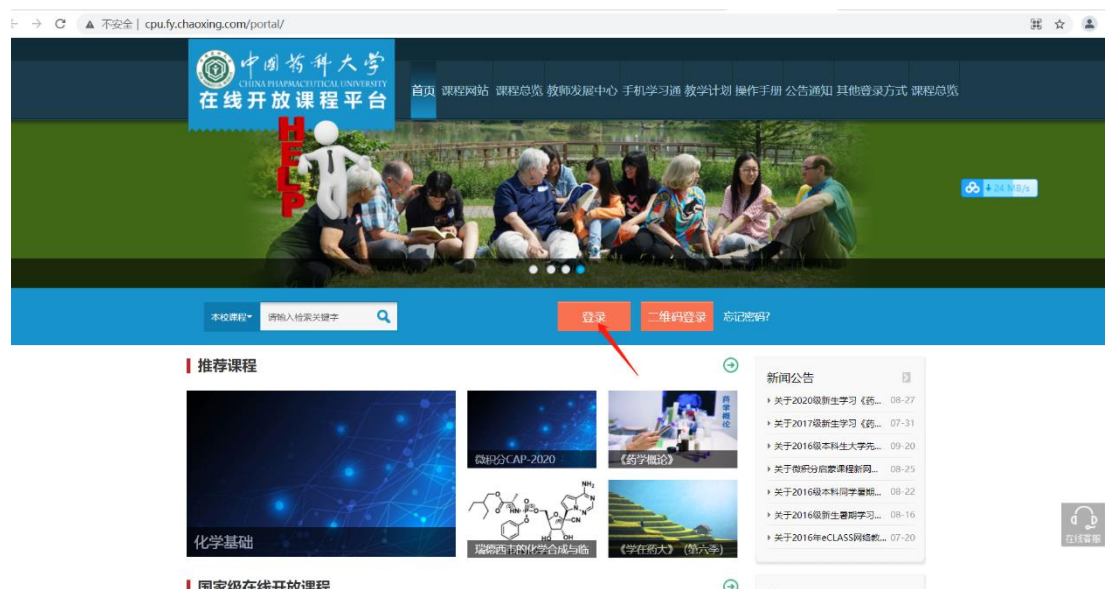 不安全 | cpu.fy.chaoxing.com/portal/
中国药科大学
CHINA PHAPMACEUTICAL UNIVERSITY
在线开放课程平台
首页 课程网站 课程总览 教师发展中心 手机学习通 教学计划 操作手册 公告通知 其他登录方式 课程总览
HELP
24 MB/s
本校课程 请输入检索关键字
登录 二维码登录 忘记密码?
推荐课程
化学基础
微积分CAP-2020
药学概论
《药学概论》
瑞德西韦的化学合成与临
《学在药大》(第六季)
新闻公告
关于2020级新生学习《药... 08-27
关于2017级新生学习《药... 07-31
关于2016级本科生大学先... 09-20
关于微积分启蒙课程新网... 08-25
关于2016级本科同学暑期... 08-22
关于2016级新生暑期学习... 08-16
关于2016年eCLASS网络教... 07-20
在线客服
国家级在线开放课程